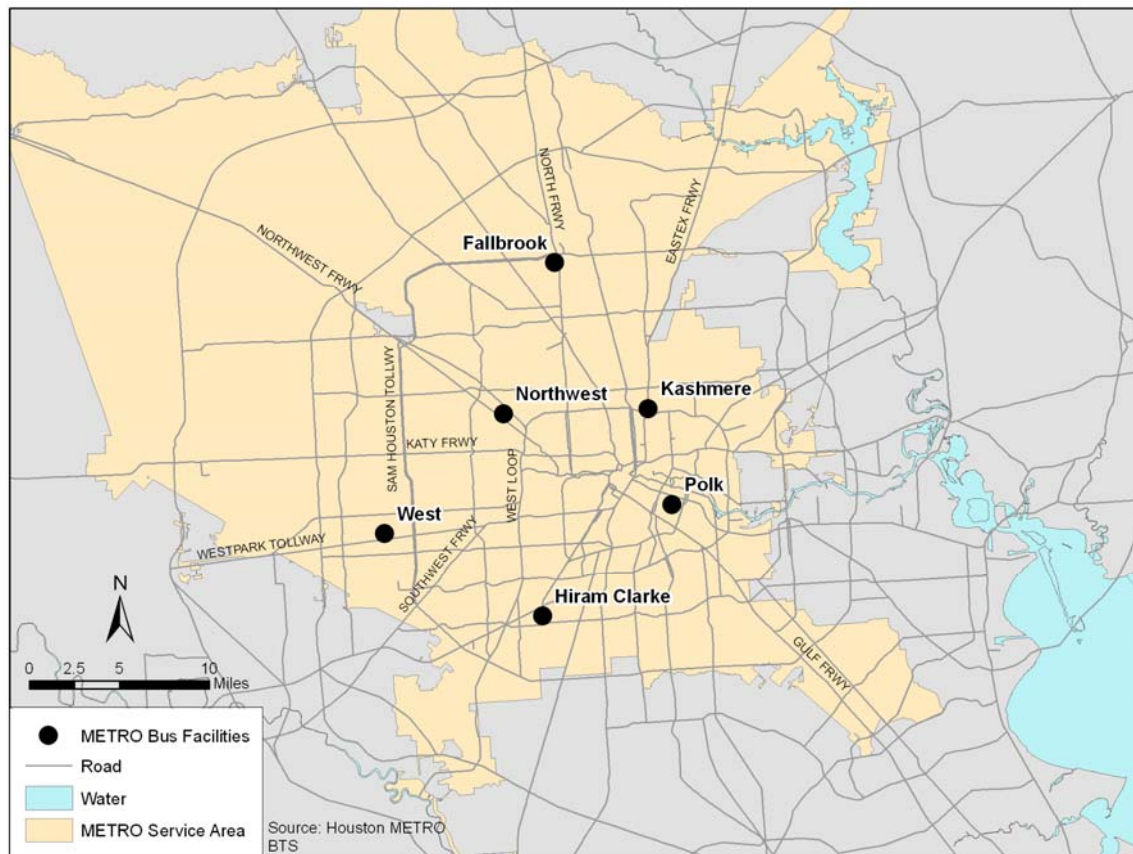 NORTH FRWY
EASTEX FRWY
NORTHWEST FRWY
Fallbrook
Northwest
Kashmere
SAM HOUSTON TOLLWY
KATY FRWY
WEST LOOP
Polk
West
WESTPARK TOLLWAY
SOUTHWEST FRWY
Hiram Clarke
GULF FRWY
N
0 2.5 5 10
Miles
METRO Bus Facilities
Road
Water
METRO Service Area
Source: Houston METRO
BTS